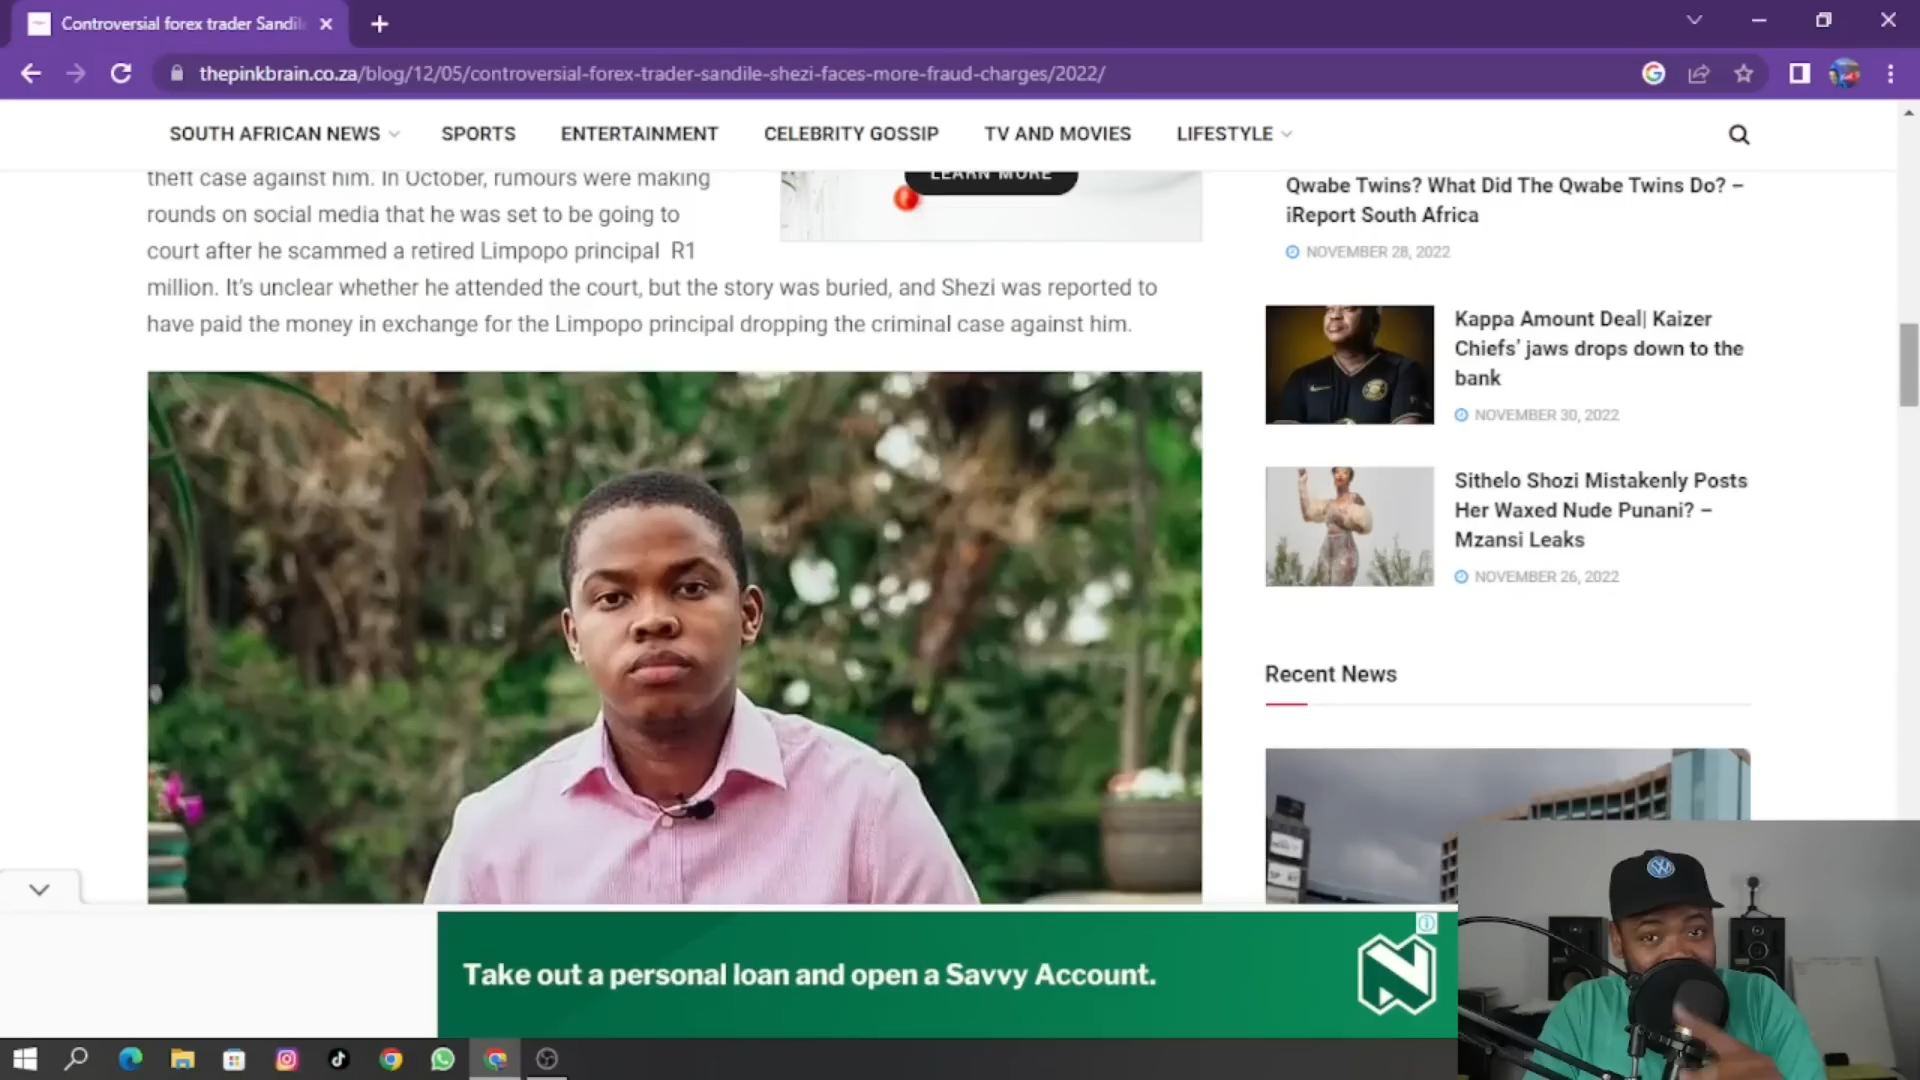 Controversial forex trader Sandil
thepinkbrain.co.za/blog/12/05/controversial-forex-trader-sandile-shezi-faces-more-fraud-charges/2022/
SOUTH AFRICAN NEWS
SPORTS
ENTERTAINMENT
CELEBRITY GOSSIP
TV AND MOVIES
LIFESTYLE
theft case against him. In October, rumours were making
rounds on social media that he was set to be going to
court after he scammed a retired Limpopo principal R1
million. It's unclear whether he attended the court, but the story was buried, and Shezi was reported to
have paid the money in exchange for the Limpopo principal dropping the criminal case against him.
LEARN MORE
Qwabe Twins? What Did The Qwabe Twins Do? –
iReport South Africa
NOVEMBER 28, 2022
Kappa Amount Deal| Kaizer
Chiefs' jaws drops down to the
bank
NOVEMBER 30, 2022
Sithelo Shozi Mistakenly Posts
Her Waxed Nude Punani? –
Mzansi Leaks
NOVEMBER 26, 2022
Recent News
Take out a personal loan and open a Savvy Account.